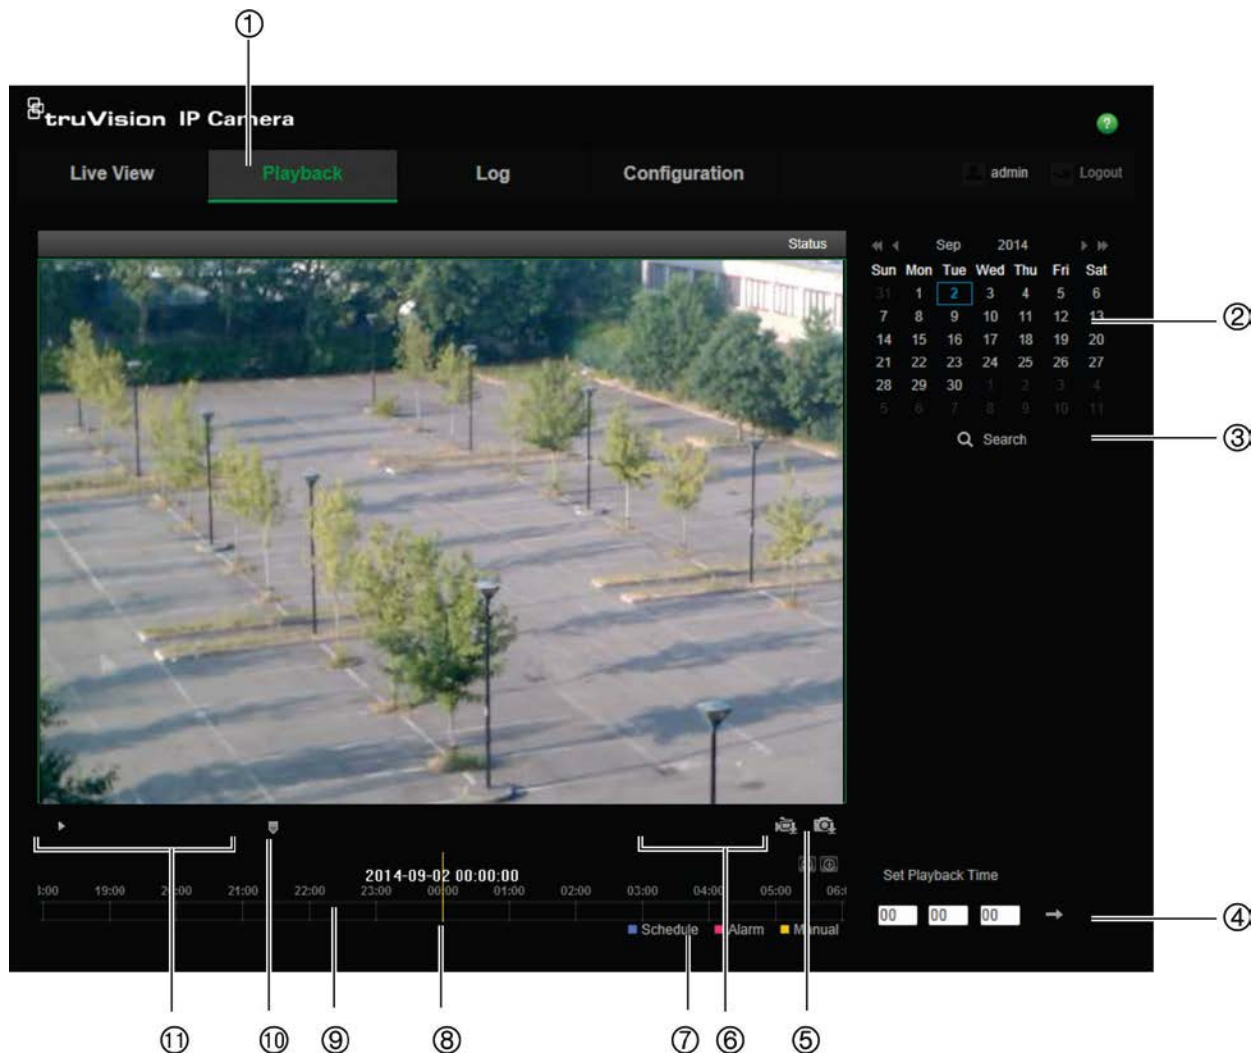 ①
truVision IP Camera
?
Live View Playback Log Configuration admin Logout
Status
Sep 2014
Sun Mon Tue Wed Thu Fri Sat
31 1 2 3 4 5 6
7 8 9 10 11 12 13
②
14 15 16 17 18 19 20
21 22 23 24 25 26 27
28 29 30 1 2 3 4
5 6 7 8 9 10 11
Search
③
2014-09-02 00:00:00
19:00 20:00 21:00 22:00 23:00 00:00 01:00 02:00 03:00 04:00 05:00
Set Playback Time
00 00 00
④
Schedule Alarm Manual
⑪ ⑩ ⑨ ⑧ ⑦ ⑥ ⑤